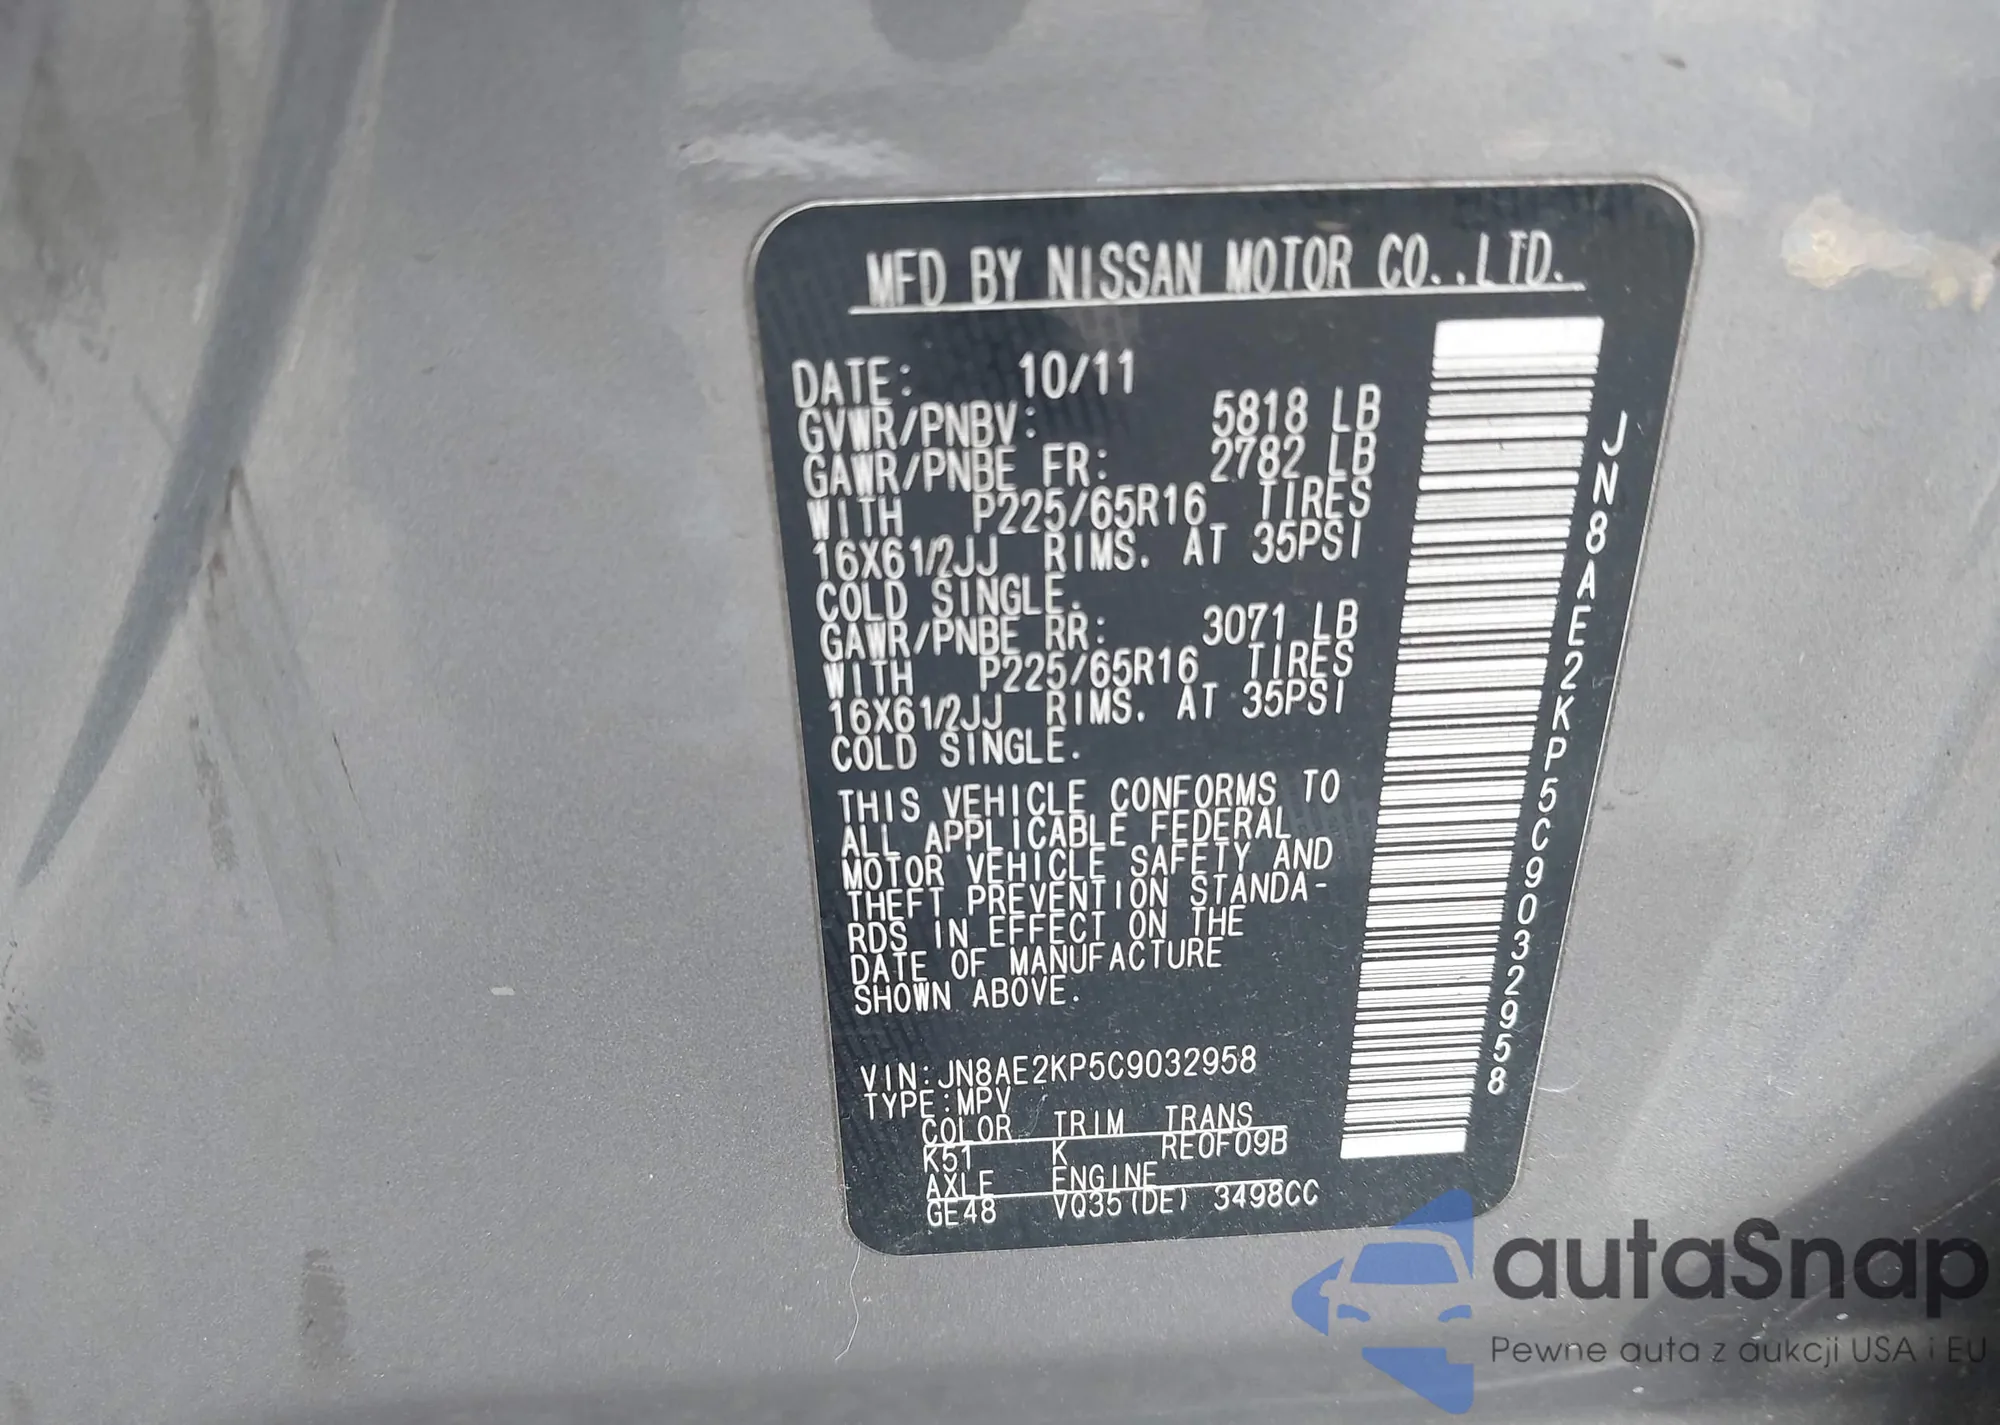 MFD BY NISSAN MOTOR CO.,LTD.
DATE: 10/11
GVWR/PNBV: 5818 LB
GAWR/PNBE FR: 2782 LB
WITH P225/65R16 TIRES
16X61/2JJ RIMS. AT 35PSI
COLD SINGLE.
GAWR/PNBE RR: 3071 LB
WITH P225/65R16 TIRES
16X61/2JJ RIMS. AT 35PSI
COLD SINGLE.
THIS VEHICLE CONFORMS TO
ALL APPLICABLE FEDERAL
MOTOR VEHICLE SAFETY AND
THEFT PREVENTION STANDA-
RDS IN EFFECT ON THE
DATE OF MANUFACTURE
SHOWN ABOVE.
VIN:JN8AE2KP5C9032958
TYPE:MPV
COLOR TRIM TRANS
K51 K RE0F09B
AXLE ENGINE
GE48 VQ35(DE) 3498CC
JN8AE2KP5C9032958
autaSnap
Pewne auta z aukcji USA i EU